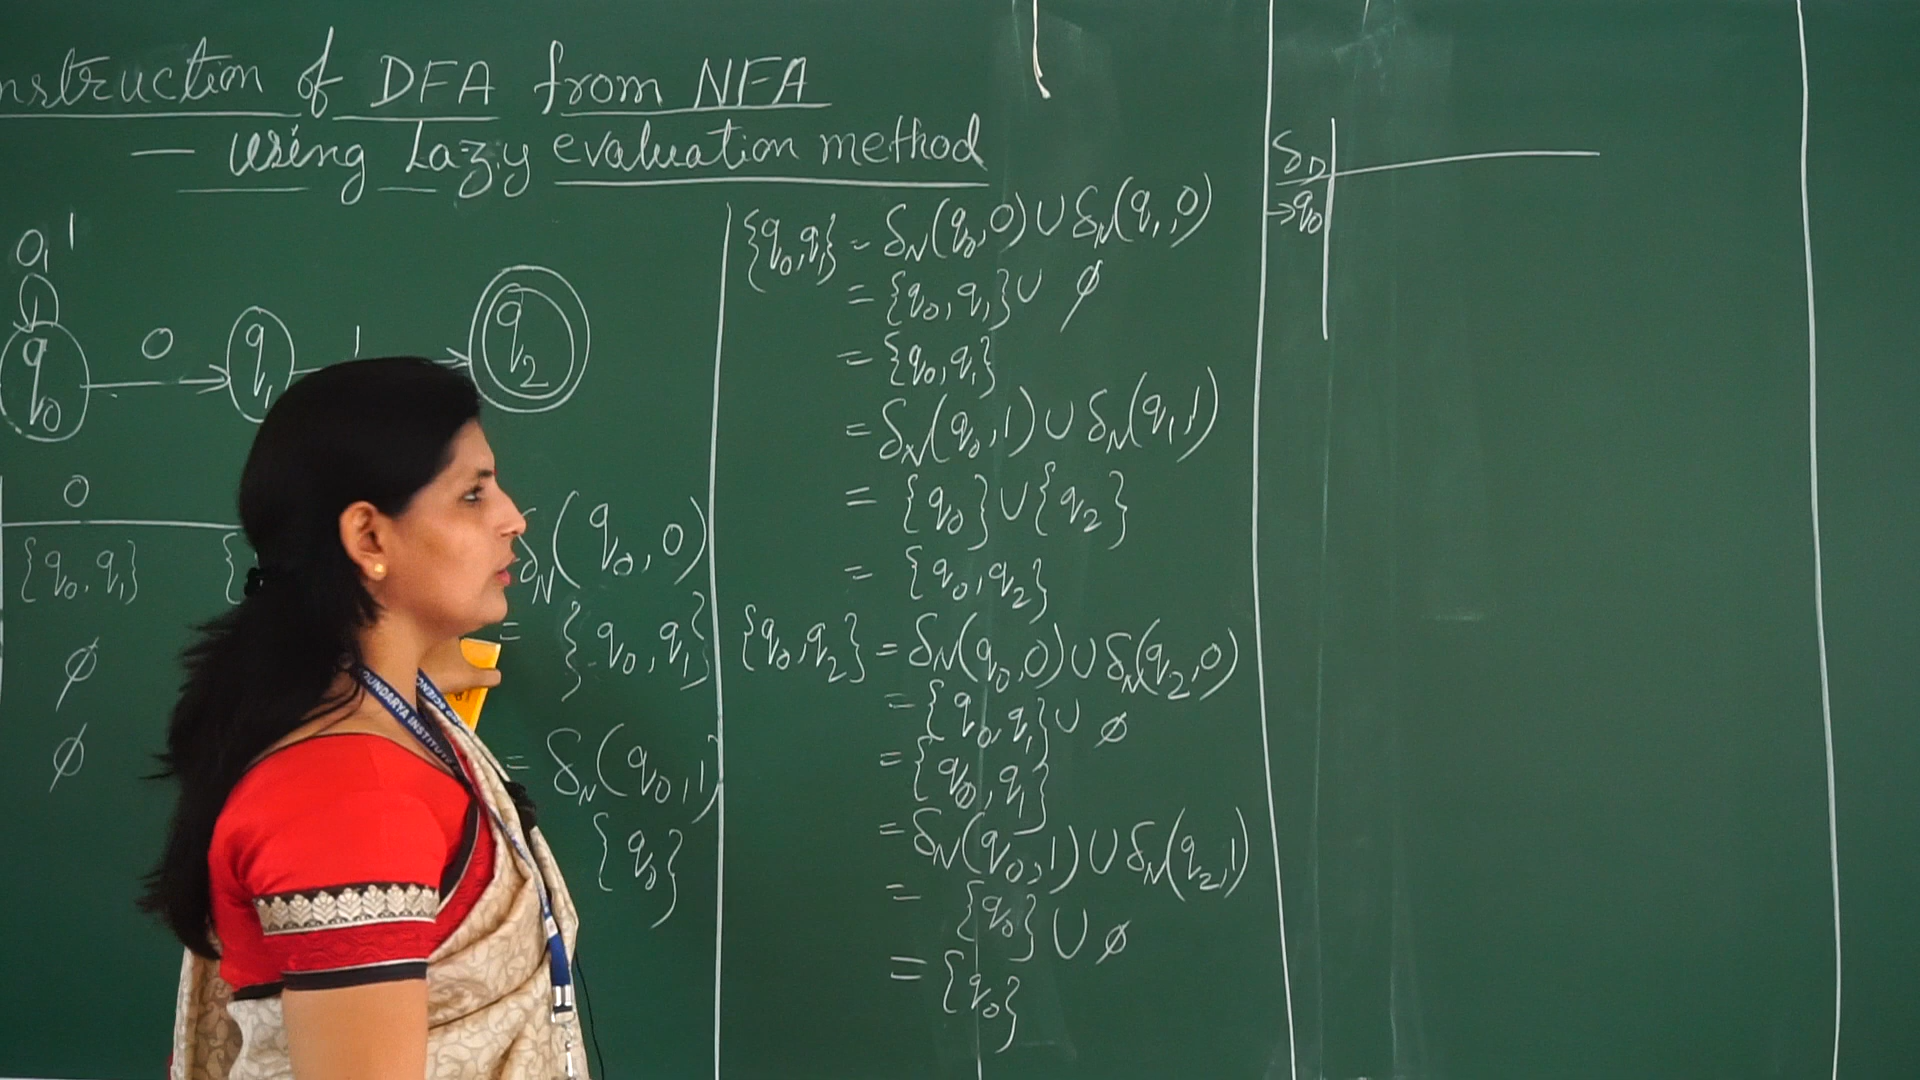 nstruction of DFA from NFA
— using Lazy evaluation method
0,1
q0 0 q1 1 q2
0
{q0,q1} {
φ
φ
δN(q0,0)
= {q0,q1}
= δN(q0,1)
{q0}
{q0,q1} = δN(q0,0) ∪ δN(q1,0)
= {q0,q1} ∪ φ
= {q0,q1}
= δN(q0,1) ∪ δN(q1,1)
= {q0} ∪ {q2}
= {q0,q2}
{q0,q2} = δN(q0,0) ∪ δN(q2,0)
= {q0,q1} ∪ φ
= {q0,q1}
= δN(q0,1) ∪ δN(q2,1)
= {q0} ∪ φ
= {q0}
δD
→q0
OUNDARYA INSTITUTE